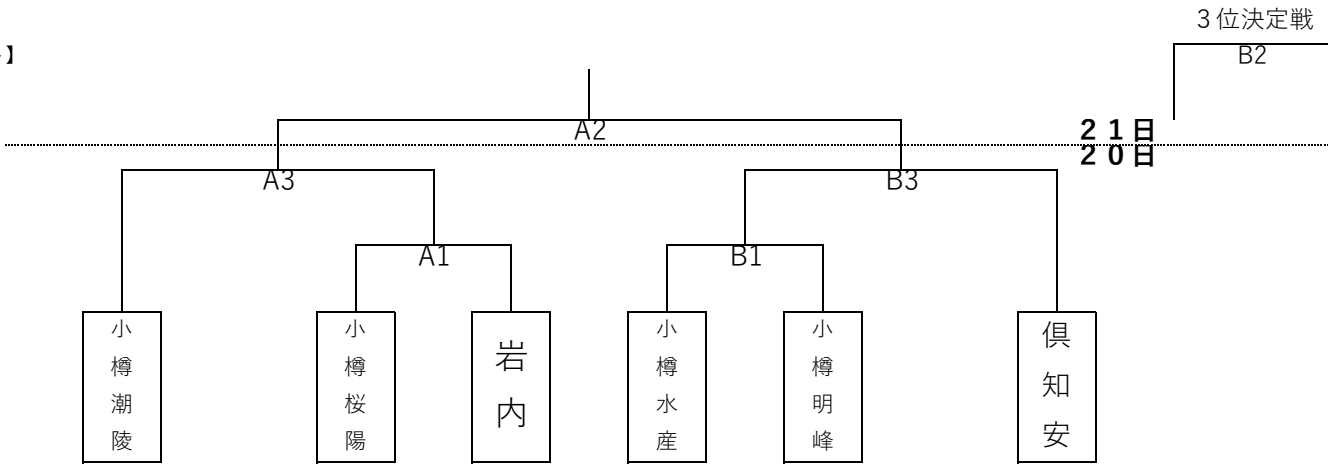 ３位決定戦
】
B2
A2
２１日
２０日
A3
B3
A1
B1
小樽潮陵
小樽桜陽
岩内
小樽水産
小樽明峰
倶知安